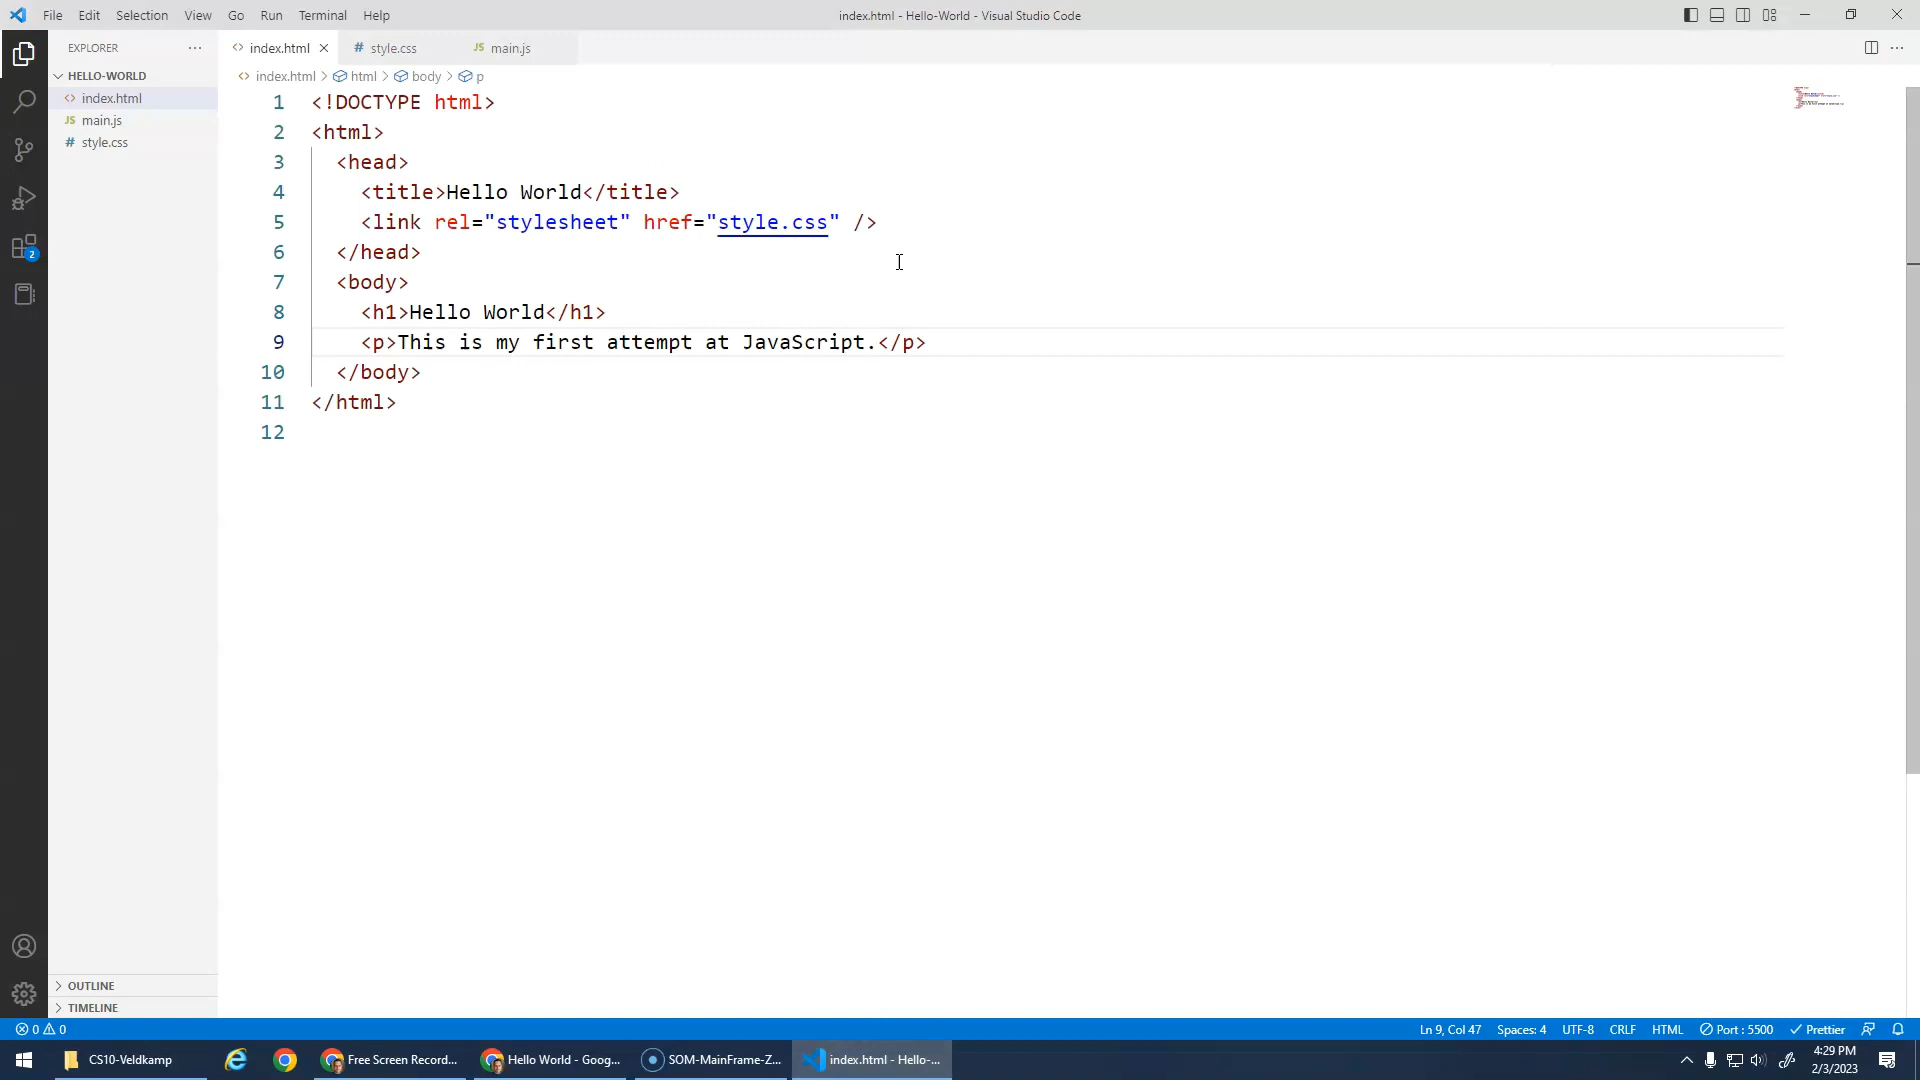 File Edit Selection View Go Run Terminal Help
index.html - Hello-World - Visual Studio Code
EXPLORER
HELLO-WORLD
index.html
main.js
style.css
index.html style.css main.js
index.html > html > body > p
1 <!DOCTYPE html>
2 <html>
3 <head>
4 <title>Hello World</title>
5 <link rel="stylesheet" href="style.css" />
6 </head>
7 <body>
8 <h1>Hello World</h1>
9 <p>This is my first attempt at JavaScript.</p>
10 </body>
11 </html>
12
2
OUTLINE
TIMELINE
0 0
Ln 9, Col 47 Spaces: 4 UTF-8 CRLF HTML Port : 5500 Prettier
CS10-Veldkamp
Free Screen Record...
Hello World - Goog...
SOM-MainFrame-Z...
index.html - Hello-...
4:29 PM
2/3/2023